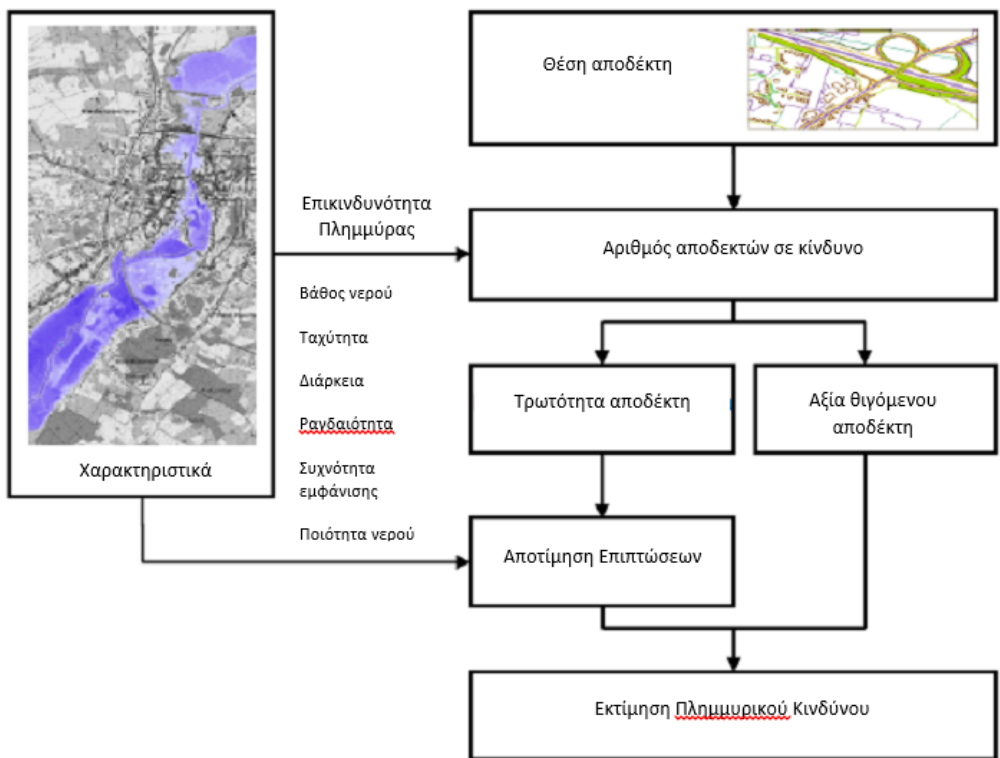 Θέση αποδέκτη
Επικινδυνότητα
Πλημμύρας
Αριθμός αποδεκτών σε κίνδυνο
Βάθος νερού
Ταχύτητα
Διάρκεια
Ραγδαιότητα
Συχνότητα
εμφάνισης
Ποιότητα νερού
Χαρακτηριστικά
Τρωτότητα αποδέκτη
Αξία θιγόμενου
αποδέκτη
Αποτίμηση Επιπτώσεων
Εκτίμηση Πλημμυρικού Κινδύνου